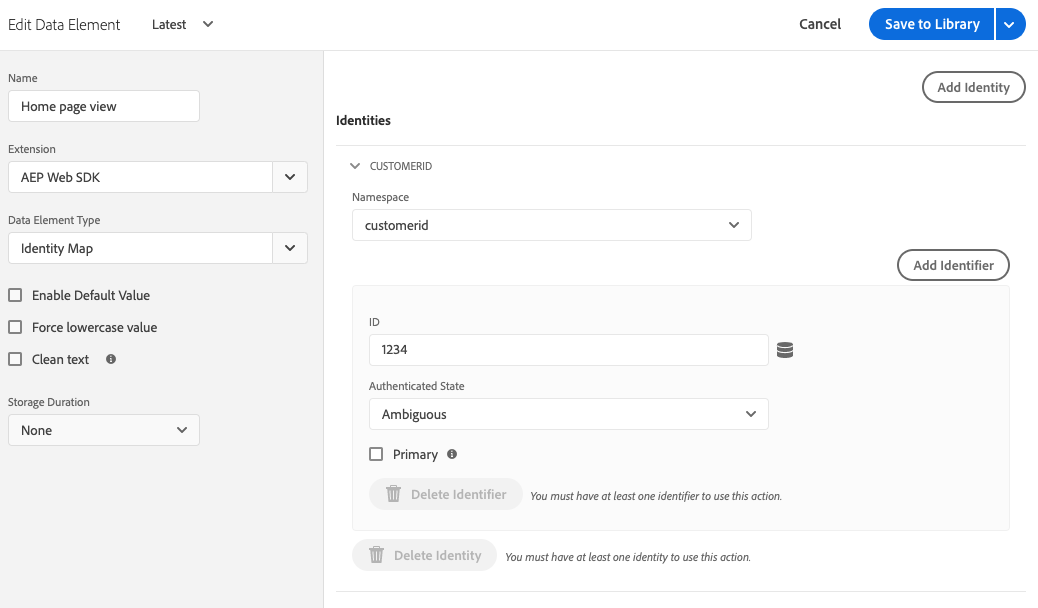 Edit Data Element
Latest
Cancel
Save to Library
Name
Home page view
Extension
AEP Web SDK
Data Element Type
Identity Map
Enable Default Value
Force lowercase value
Clean text
Storage Duration
None
Add Identity
Identities
CUSTOMERID
Namespace
customerid
Add Identifier
ID
1234
Authenticated State
Ambiguous
Primary
Delete Identifier
You must have at least one identifier to use this action.
Delete Identity
You must have at least one identity to use this action.